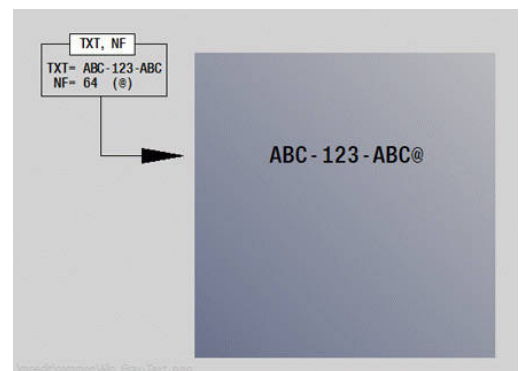 TXT, NF
TXT= ABC-123-ABC
NF= 64 (@)
ABC-123-ABC@